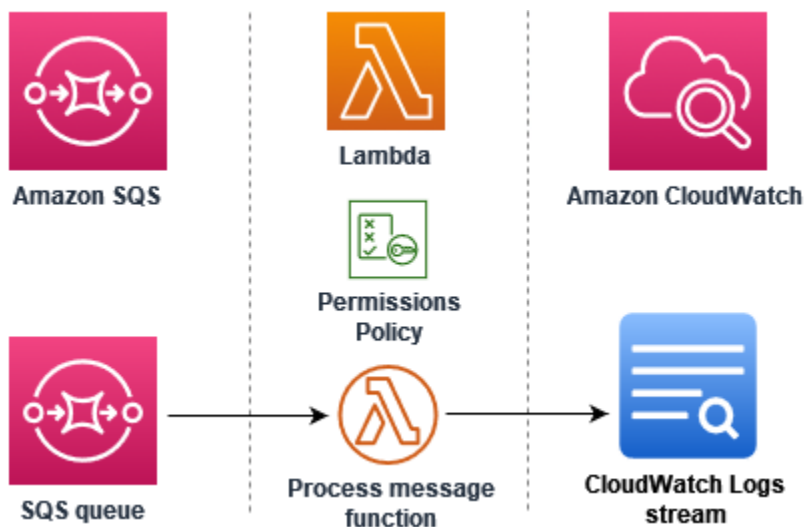 Amazon SQS
Lambda
Amazon CloudWatch
Permissions
Policy
SQS queue
Process message
function
CloudWatch Logs
stream